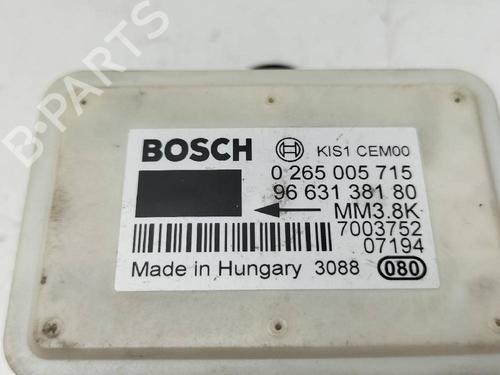 BOSCH KIS1 CEM00
0 265 005 715
96 631 381 80
MM3.8K
7003752
07194
Made in Hungary 3088 080
B-PARTS